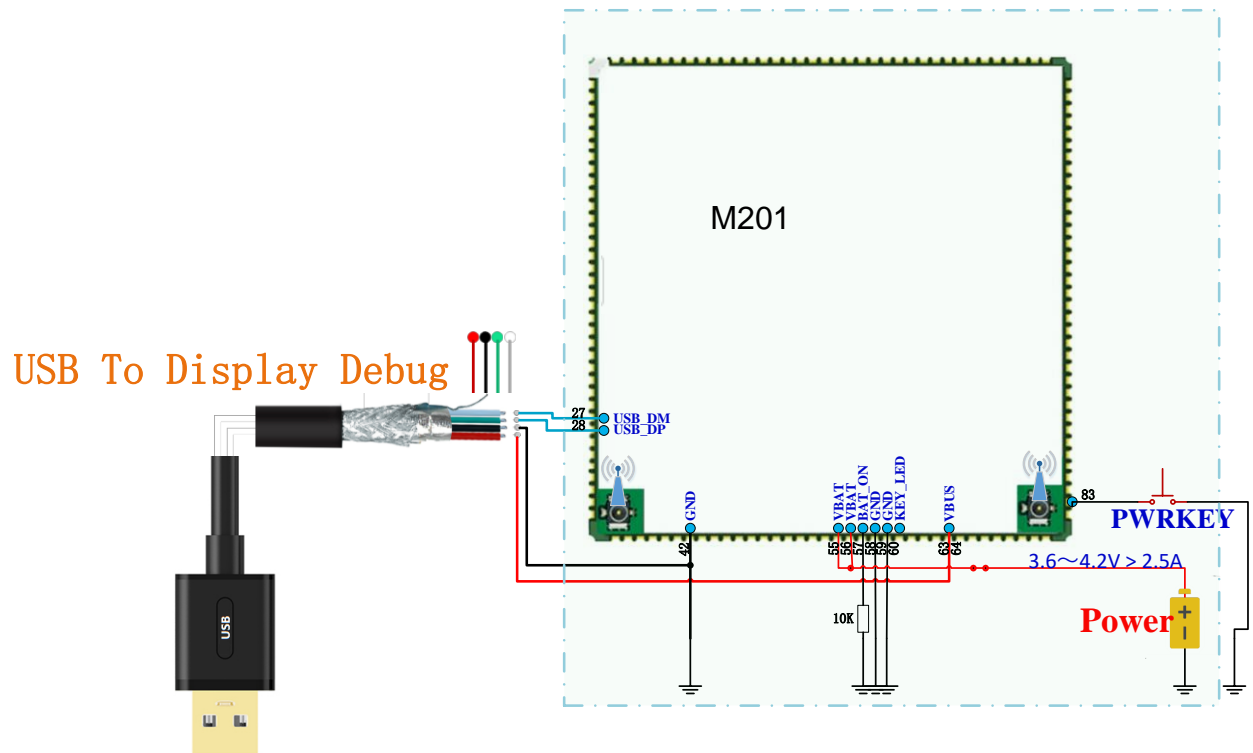 M201
USB To Display Debug
27
USB_DM
28
USB_DP
GND
VBAT
VBAT
BAT_ON
GND
GND
KEY_LED
VBUS
83
PWRKEY
42
55
56
57
58
59
60
63
64
3.6～4.2V > 2.5A
10K
Power
+
−
USB